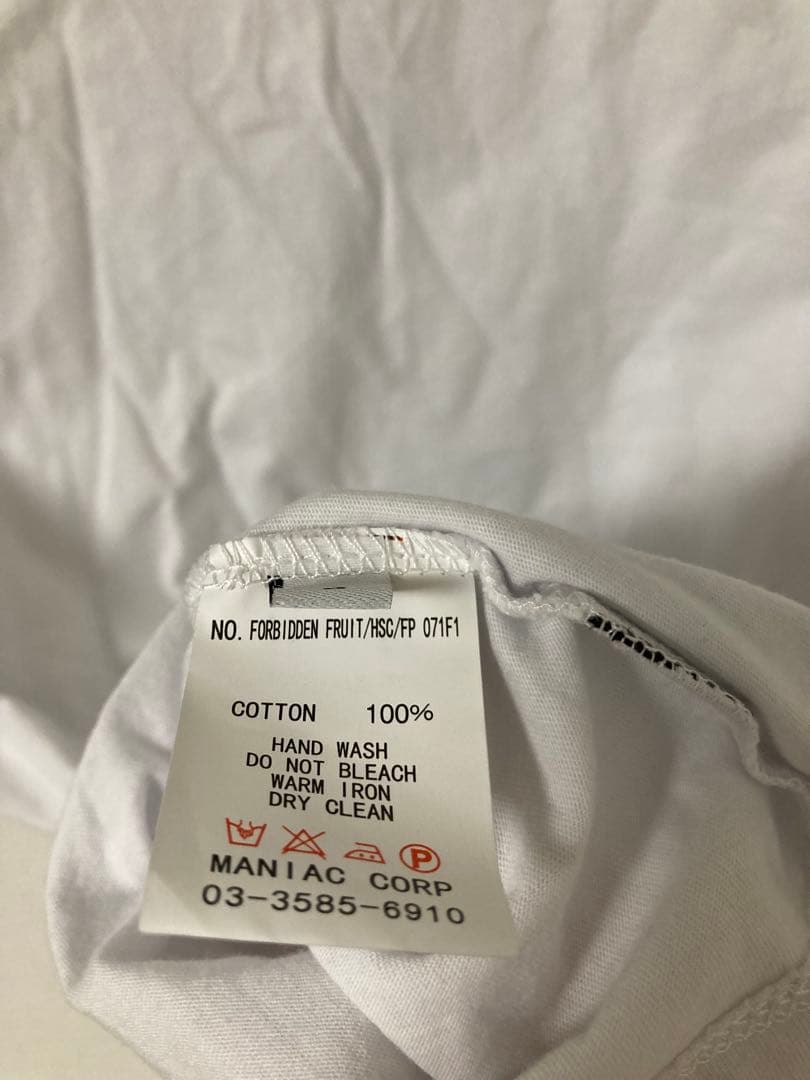 NO. FORBIDDEN FRUIT/HSC/FP 071F1
COTTON 100%
HAND WASH
DO NOT BLEACH
WARM IRON
DRY CLEAN
P
MANIAC CORP
03-3585-6910